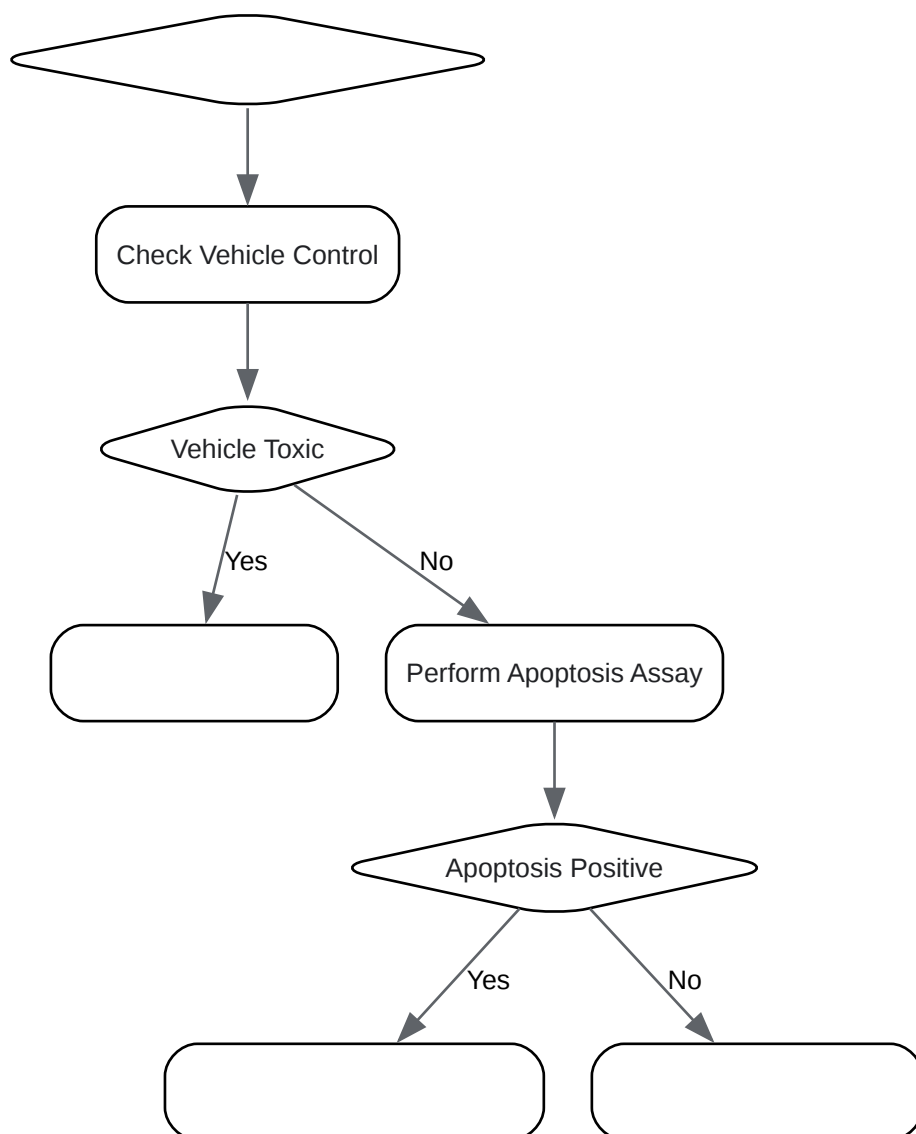 Check Vehicle Control
Vehicle Toxic
Yes
No
Perform Apoptosis Assay
Apoptosis Positive
Yes
No